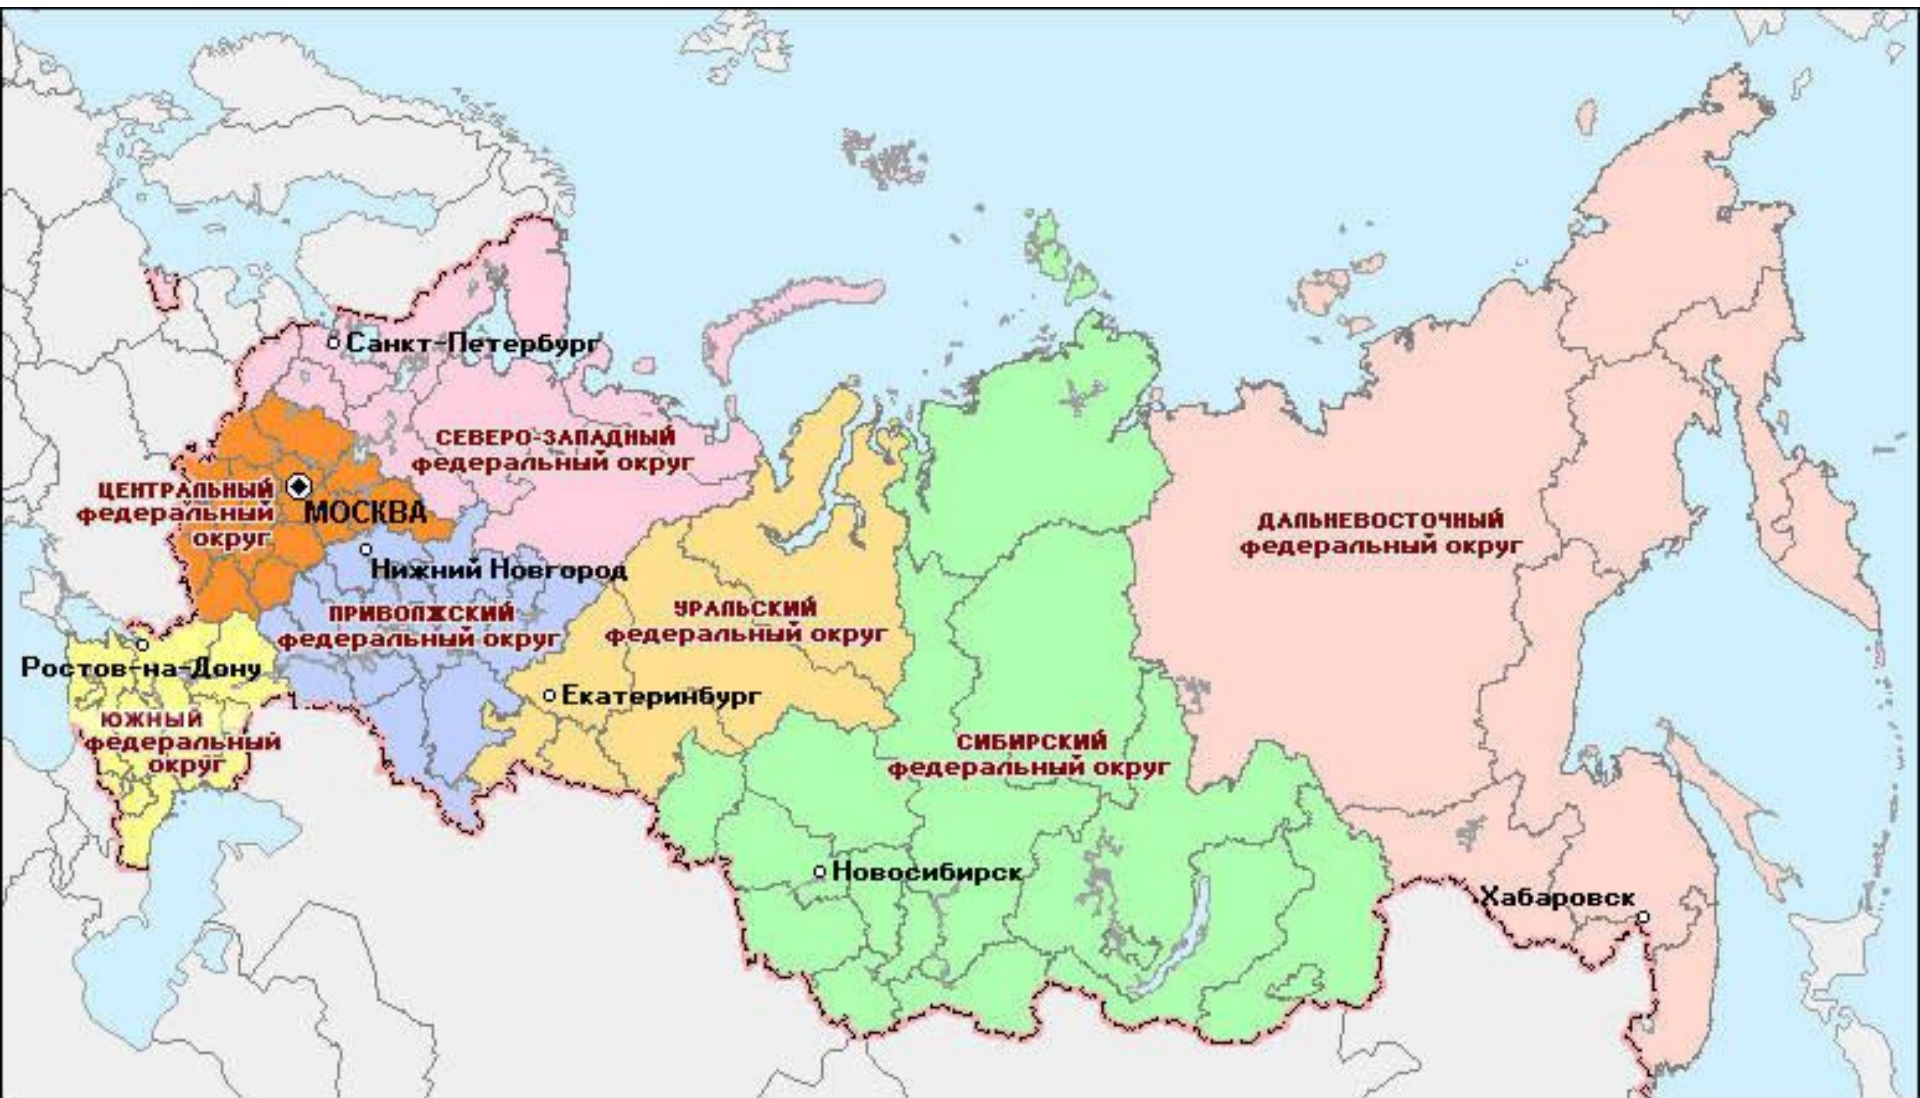 Санкт-Петербург
СЕВЕРО-ЗАПАДНЫЙ
федеральный округ
ЦЕНТРАЛЬНЫЙ
федеральный
округ
МОСКВА
Нижний Новгород
ПРИВОЛЖСКИЙ
федеральный округ
УРАЛЬСКИЙ
федеральный округ
ДАЛЬНЕВОСТОЧНЫЙ
федеральный округ
Ростов-на-Дону
Екатеринбург
ЮЖНЫЙ
федеральный
округ
СИБИРСКИЙ
федеральный округ
Новосибирск
Хабаровск